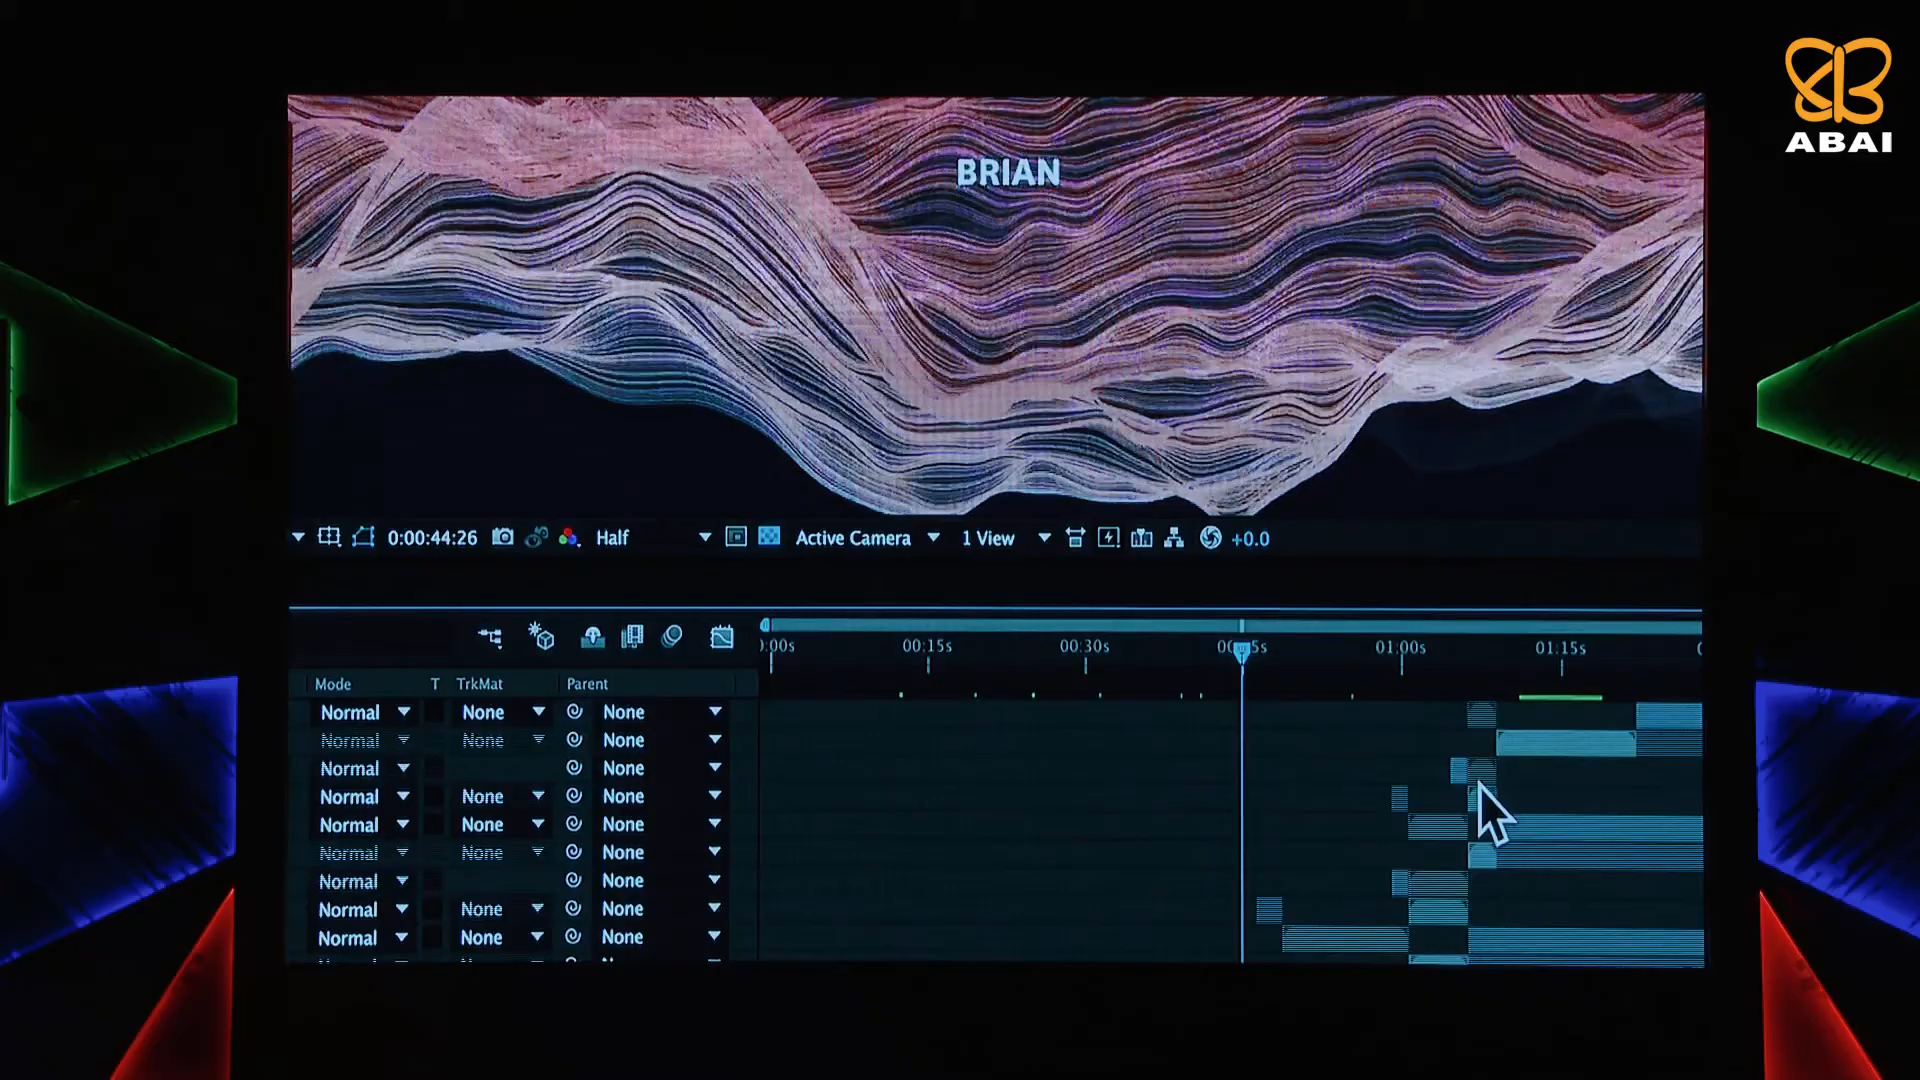 ABAI
BRIAN
0:00:44:26 Half Active Camera 1 View +0.0
:00s 00:15s 00:30s 01:00s 01:15s
Mode T TrkMat Parent
Normal None None
Normal None None
Normal None
Normal None None
Normal None None
Normal None None
Normal None
Normal None None
Normal None None